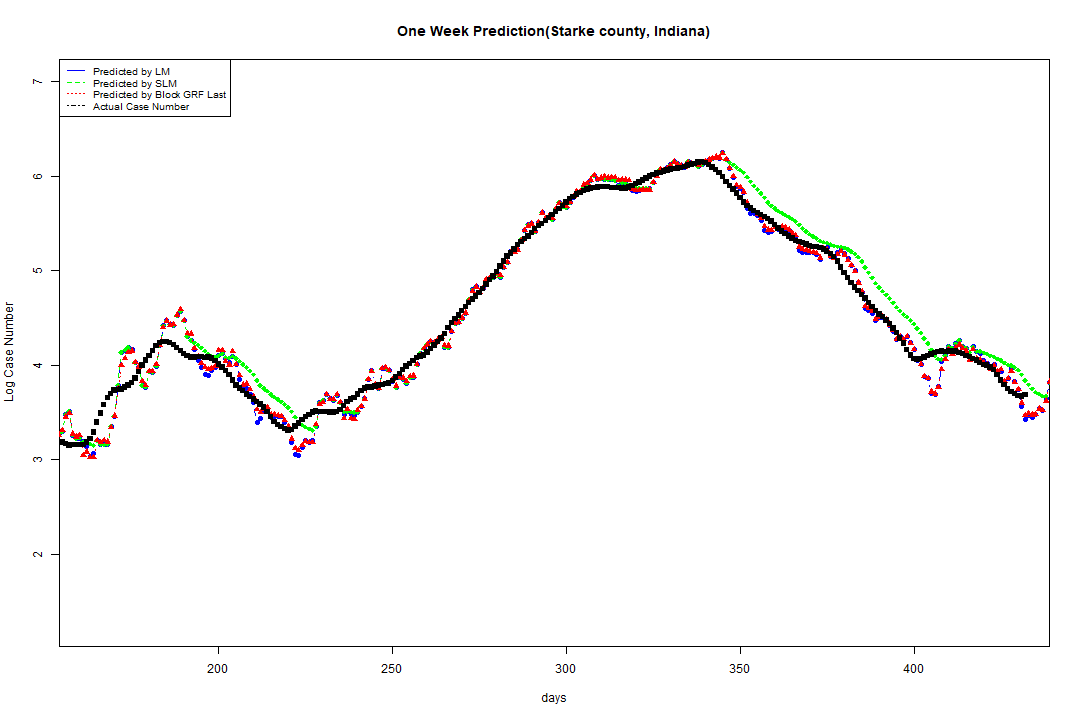 One Week Prediction(Starke county, Indiana)
Predicted by LM
Predicted by SLM
Predicted by Block GRF Last
Actual Case Number
7
6
5
4
3
2
Log Case Number
200 250 300 350 400
days